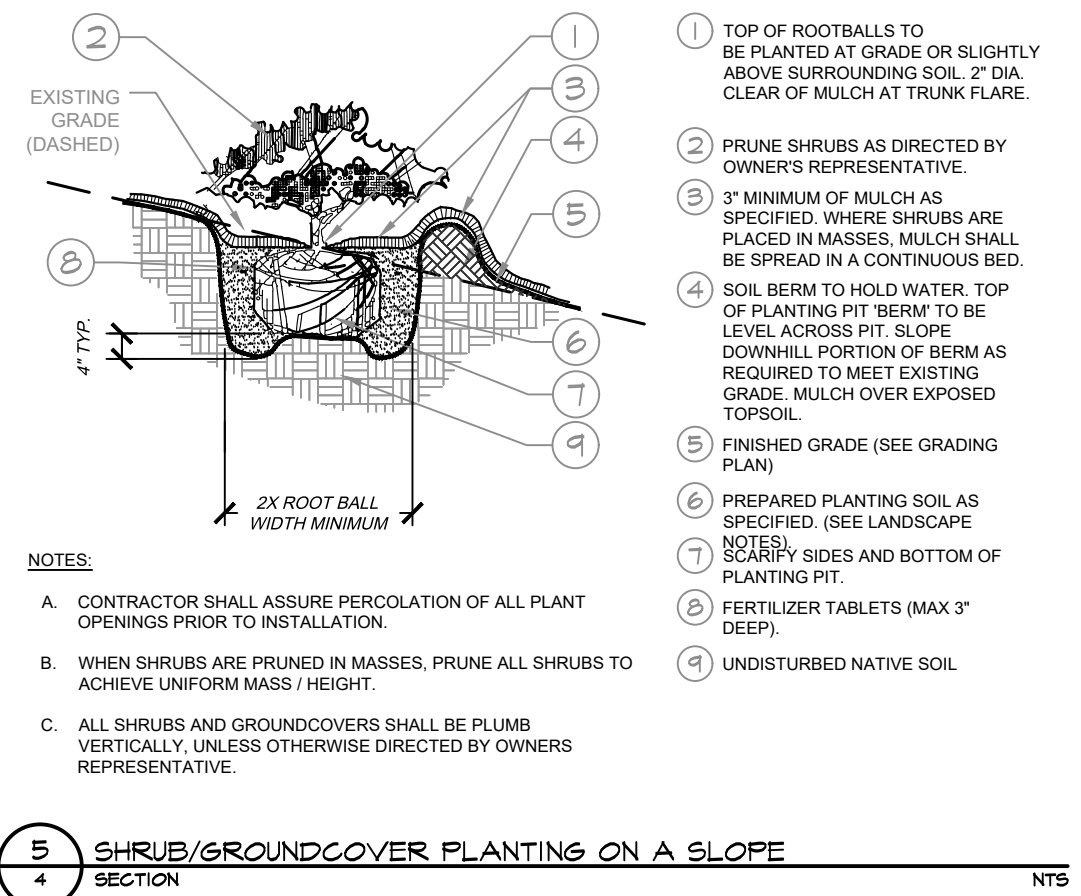 2
1
3
4
5
EXISTING
GRADE
(DASHED)
8
4" TYP.
6
7
9
2X ROOT BALL
WIDTH MINIMUM
1 TOP OF ROOTBALLS TO
BE PLANTED AT GRADE OR SLIGHTLY
ABOVE SURROUNDING SOIL. 2" DIA.
CLEAR OF MULCH AT TRUNK FLARE.
2 PRUNE SHRUBS AS DIRECTED BY
OWNER'S REPRESENTATIVE.
3 3" MINIMUM OF MULCH AS
SPECIFIED. WHERE SHRUBS ARE
PLACED IN MASSES, MULCH SHALL
BE SPREAD IN A CONTINUOUS BED.
4 SOIL BERM TO HOLD WATER. TOP
OF PLANTING PIT 'BERM' TO BE
LEVEL ACROSS PIT. SLOPE
DOWNHILL PORTION OF BERM AS
REQUIRED TO MEET EXISTING
GRADE. MULCH OVER EXPOSED
TOPSOIL.
5 FINISHED GRADE (SEE GRADING
PLAN)
6 PREPARED PLANTING SOIL AS
SPECIFIED. (SEE LANDSCAPE
NOTES).
7 SCARIFY SIDES AND BOTTOM OF
PLANTING PIT.
8 FERTILIZER TABLETS (MAX 3"
DEEP).
9 UNDISTURBED NATIVE SOIL
NOTES:
A. CONTRACTOR SHALL ASSURE PERCOLATION OF ALL PLANT
OPENINGS PRIOR TO INSTALLATION.
B. WHEN SHRUBS ARE PRUNED IN MASSES, PRUNE ALL SHRUBS TO
ACHIEVE UNIFORM MASS / HEIGHT.
C. ALL SHRUBS AND GROUNDCOVERS SHALL BE PLUMB
VERTICALLY, UNLESS OTHERWISE DIRECTED BY OWNERS
REPRESENTATIVE.
5 SHRUB/GROUNDCOVER PLANTING ON A SLOPE
4 SECTION NTS